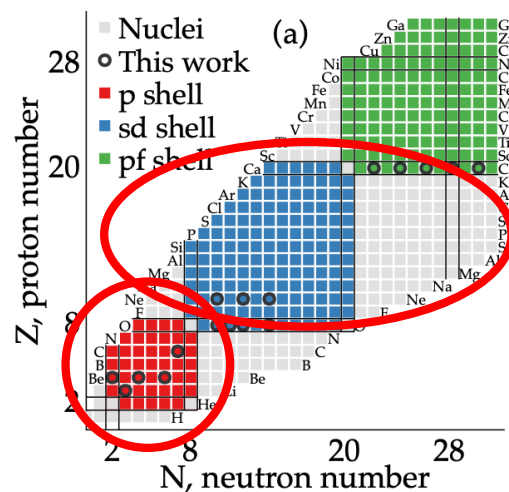 Nuclei
(a)
This work
p shell
sd shell
pf shell
Z, proton number
28
20
8
2
Ga
Zn
Cu
Ni
Co
Fe
Mn
Cr
V
Ti
Sc
Ca
K
Ar
Cl
S
P
Si
Al
Mg
Ne
F
O
N
C
B
Be
H
He
Li
Be
B
C
N
O
F
Ne
Na
Mg
Al
2
8
20
28
N, neutron number